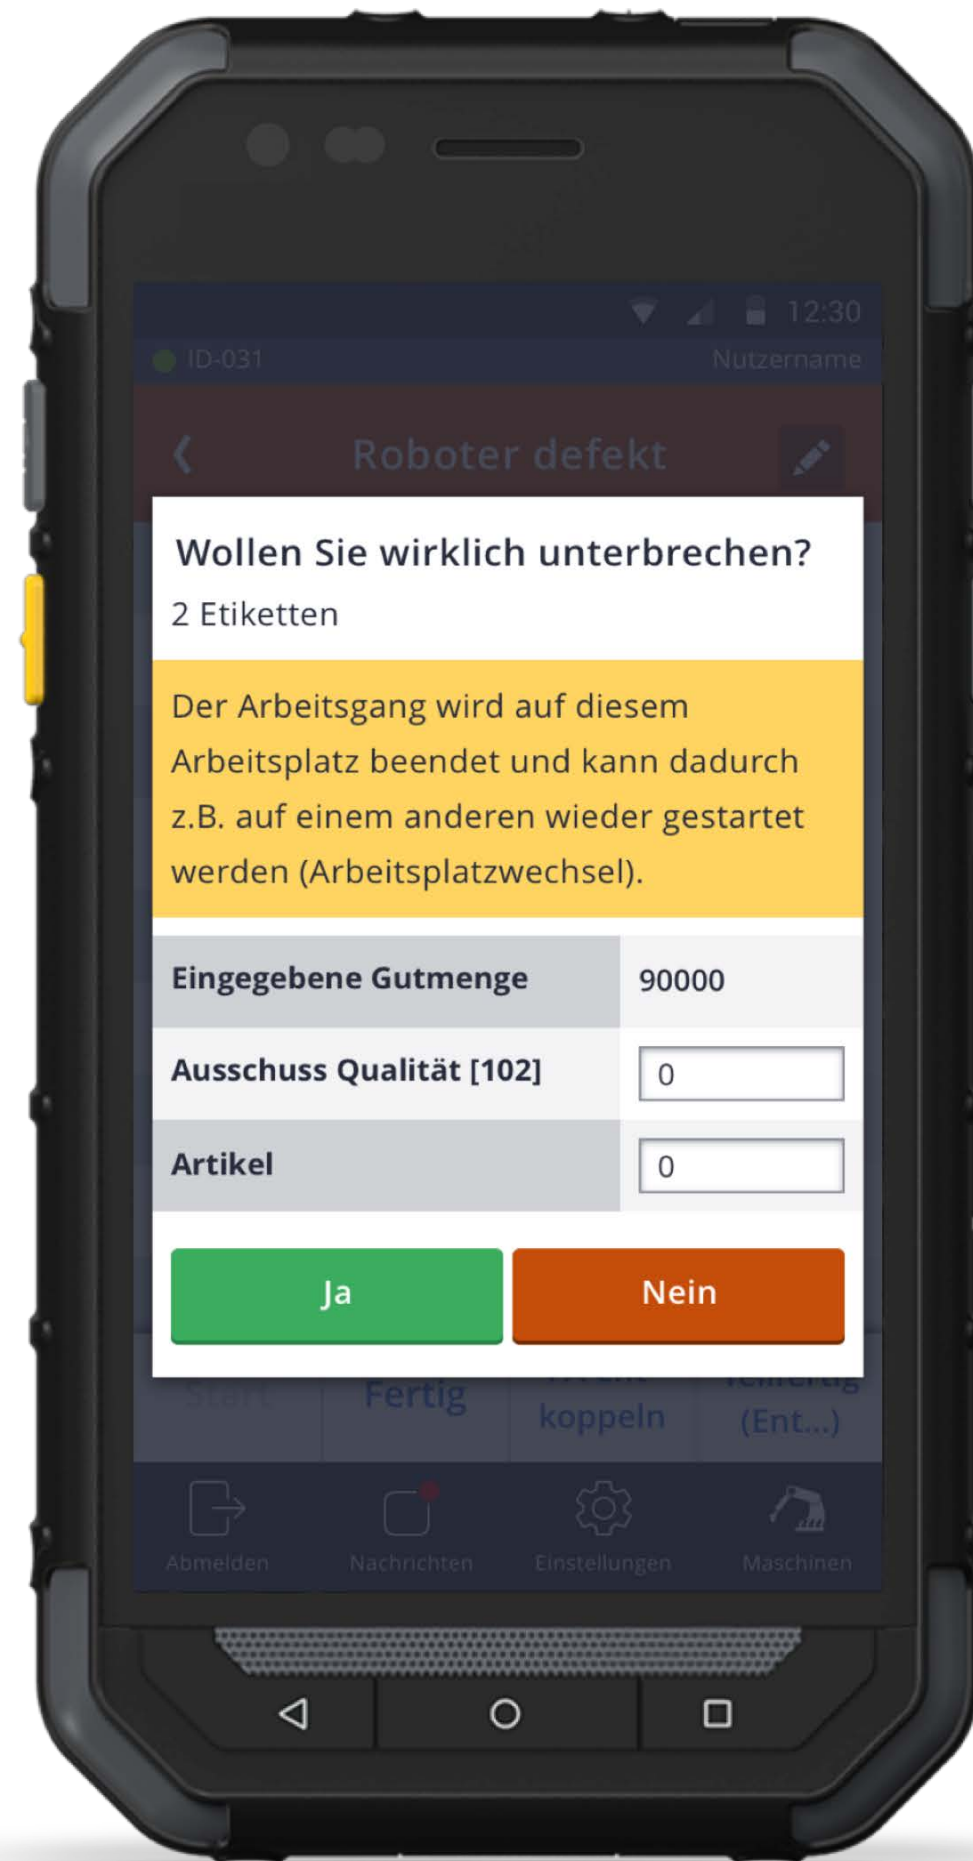 12:30
ID-031 Nutzername
Roboter defekt
Wollen Sie wirklich unterbrechen?
2 Etiketten
Der Arbeitsgang wird auf diesem
Arbeitsplatz beendet und kann dadurch
z.B. auf einem anderen wieder gestartet
werden (Arbeitsplatzwechsel).
Eingegebene Gutmenge 90000
Ausschuss Qualität [102] 0
Artikel 0
Ja Nein
Start Fertig
koppeln (Ent...)
Abmelden Nachrichten Einstellungen Maschinen